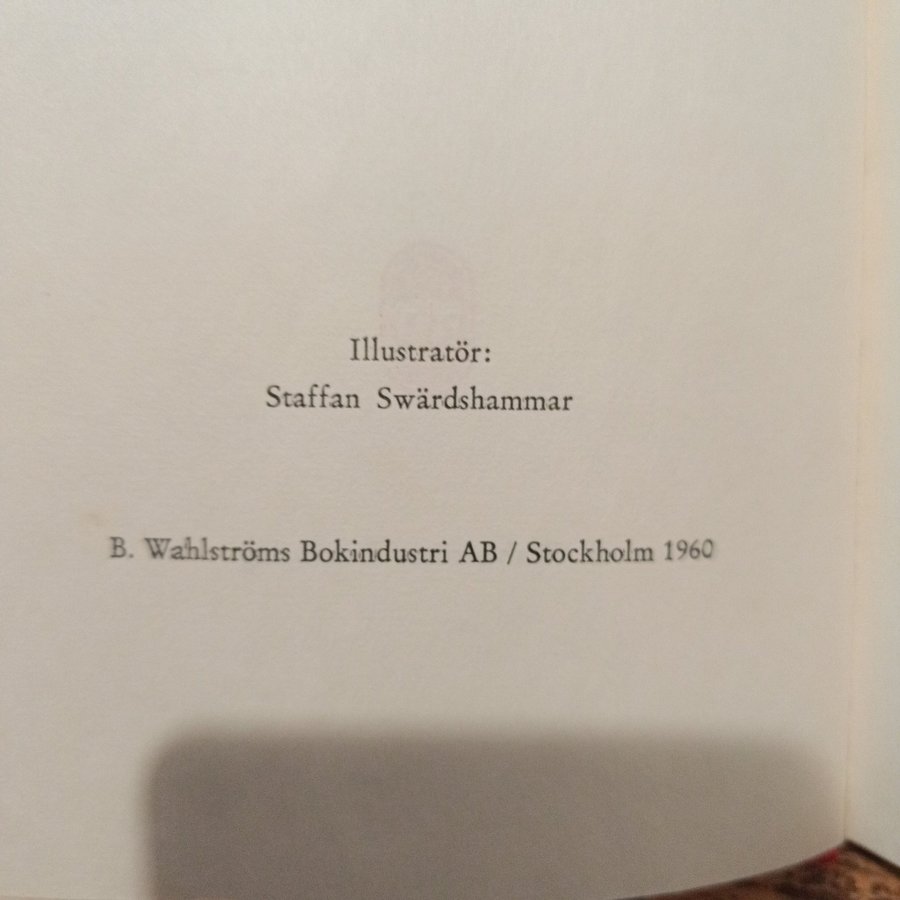 Illustratör:
Staffan Swärdshammar
B. Wahlströms Bokindustri AB / Stockholm 1960